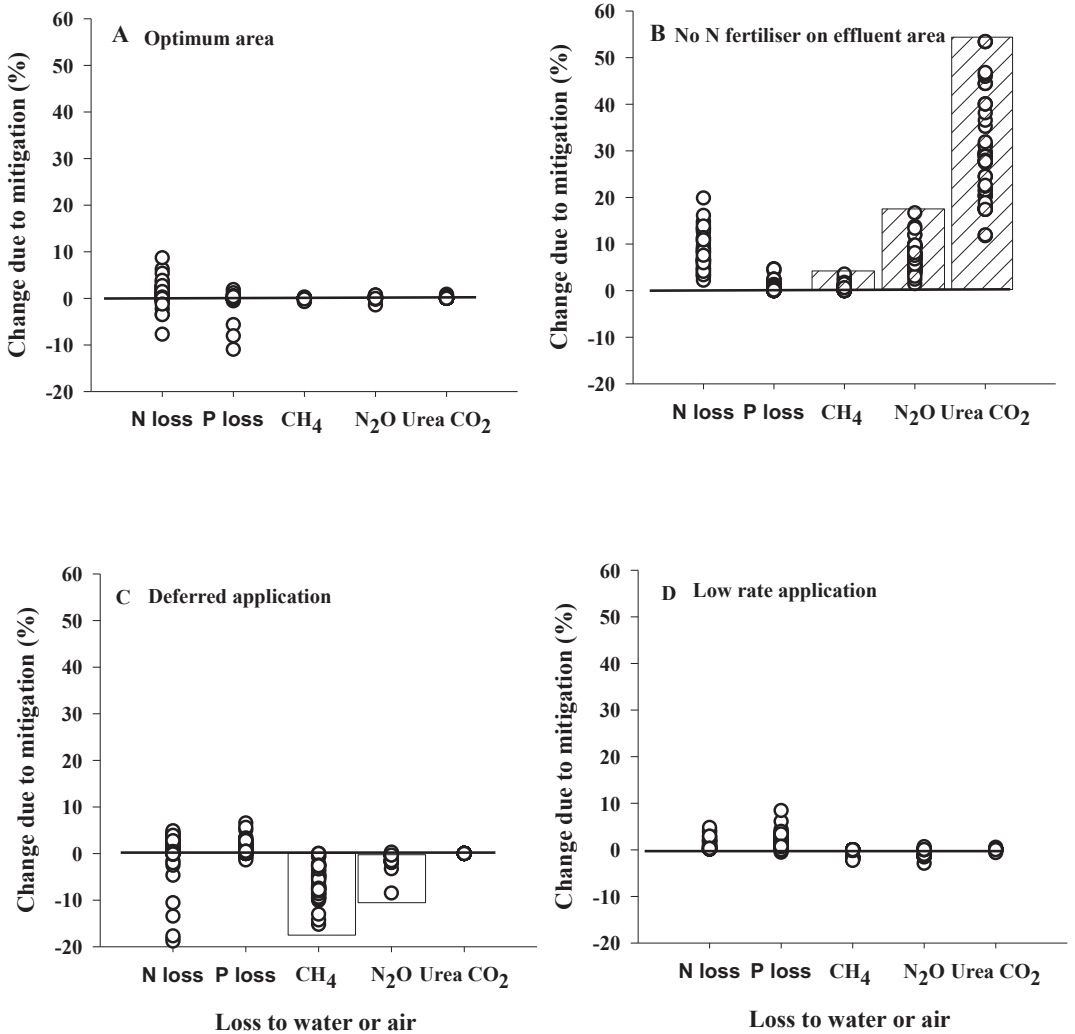 A Optimum area
Change due to mitigation (%)
60
50
40
30
20
10
0
-10
-20
N loss P loss CH4 N2O Urea CO2
B No N fertiliser on effluent area
Change due to mitigation (%)
60
50
40
30
20
10
0
-10
-20
N loss P loss CH4 N2O Urea CO2
C Deferred application
Change due to mitigation (%)
60
50
40
30
20
10
0
-10
-20
N loss P loss CH4 N2O Urea CO2
Loss to water or air
D Low rate application
Change due to mitigation (%)
60
50
40
30
20
10
0
-10
-20
N loss P loss CH4 N2O Urea CO2
Loss to water or air